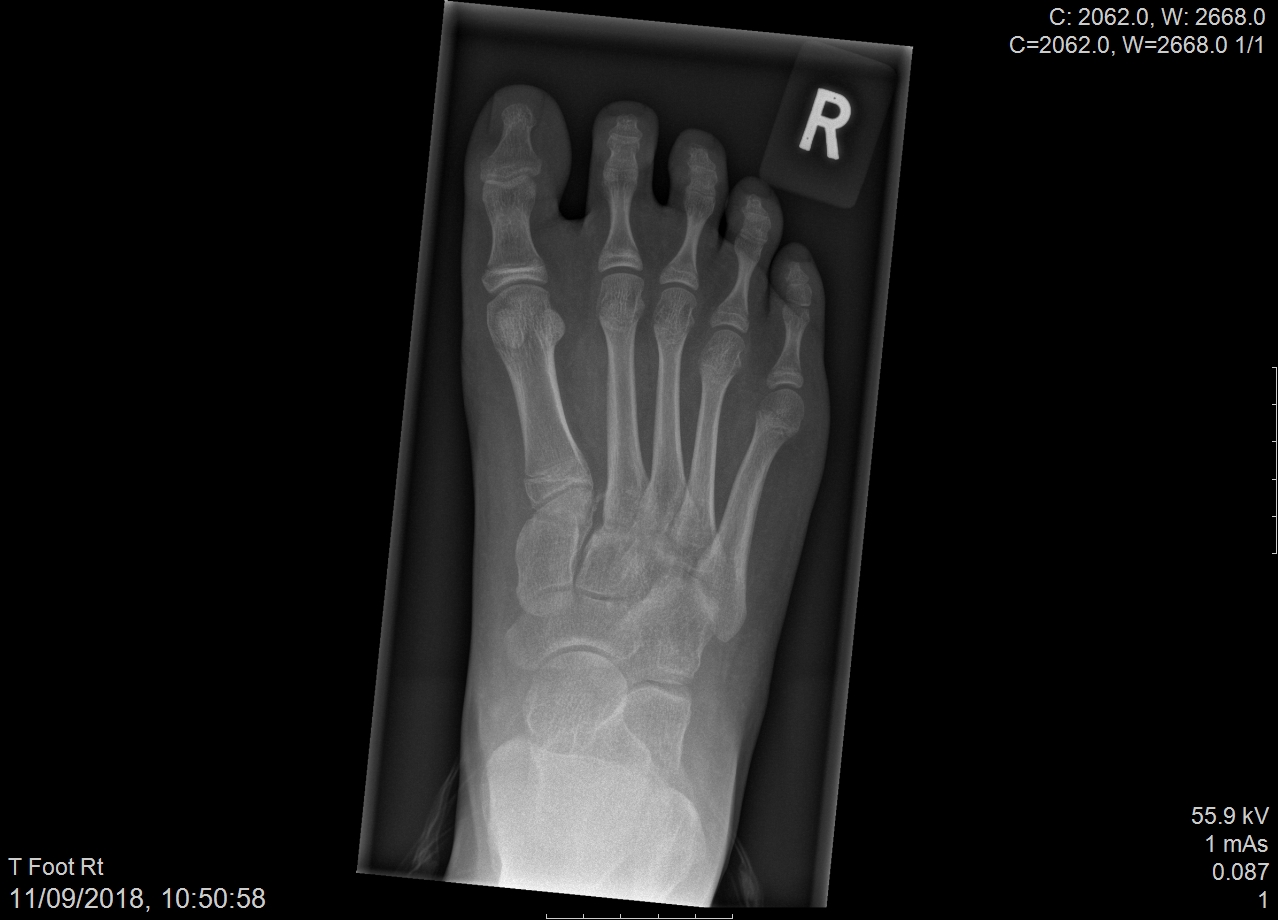 C: 2062.0, W: 2668.0
C=2062.0, W=2668.0 1/1
R
55.9 kV
1 mAs
0.087
1
T Foot Rt
11/09/2018, 10:50:58